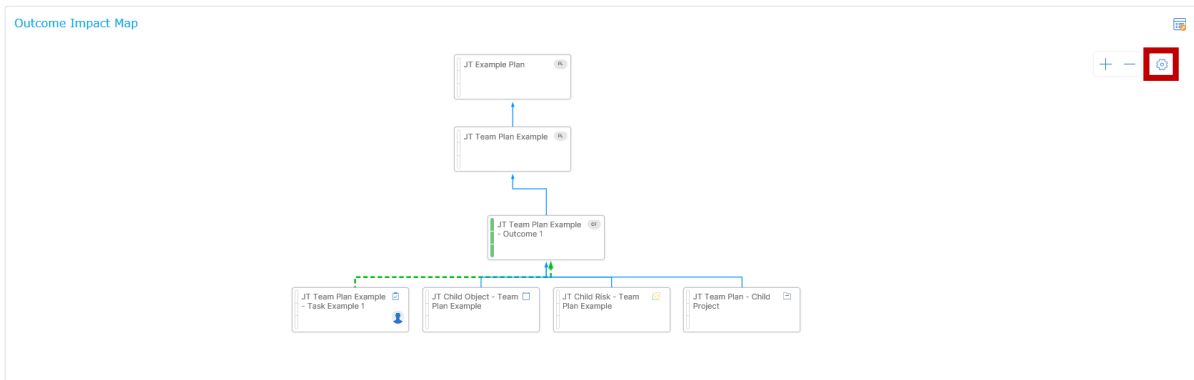 Outcome Impact Map
JT Example Plan
PL
JT Team Plan Example
PL
JT Team Plan Example
- Outcome 1
OY
JT Team Plan Example
- Task Example 1
JT Child Object - Team
Plan Example
JT Child Risk - Team
Plan Example
JT Team Plan - Child
Project